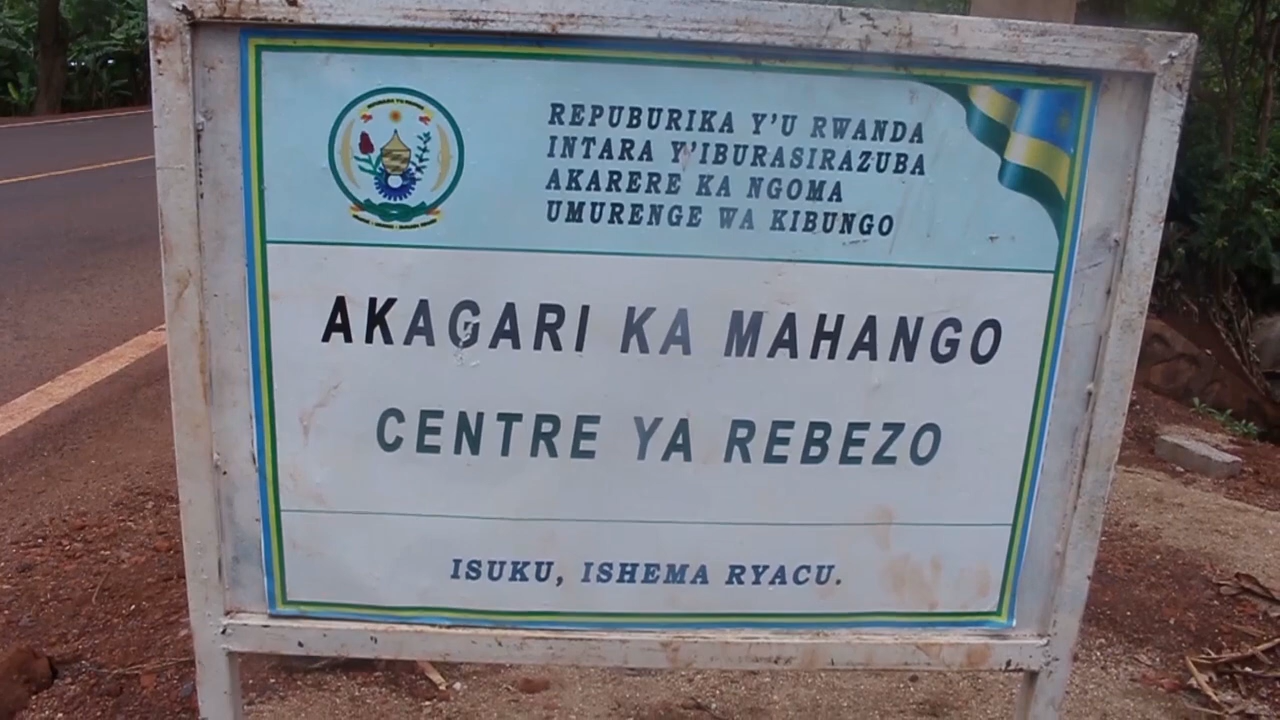 REPUBURIKA Y'U RWANDA
INTARA Y'IBURASIRAZUBA
AKARERE KA NGOMA
UMURENGE WA KIBUNGO
AKAGARI KA MAHANGO
CENTRE YA REBEZO
ISUKU, ISHEMA RYACU.